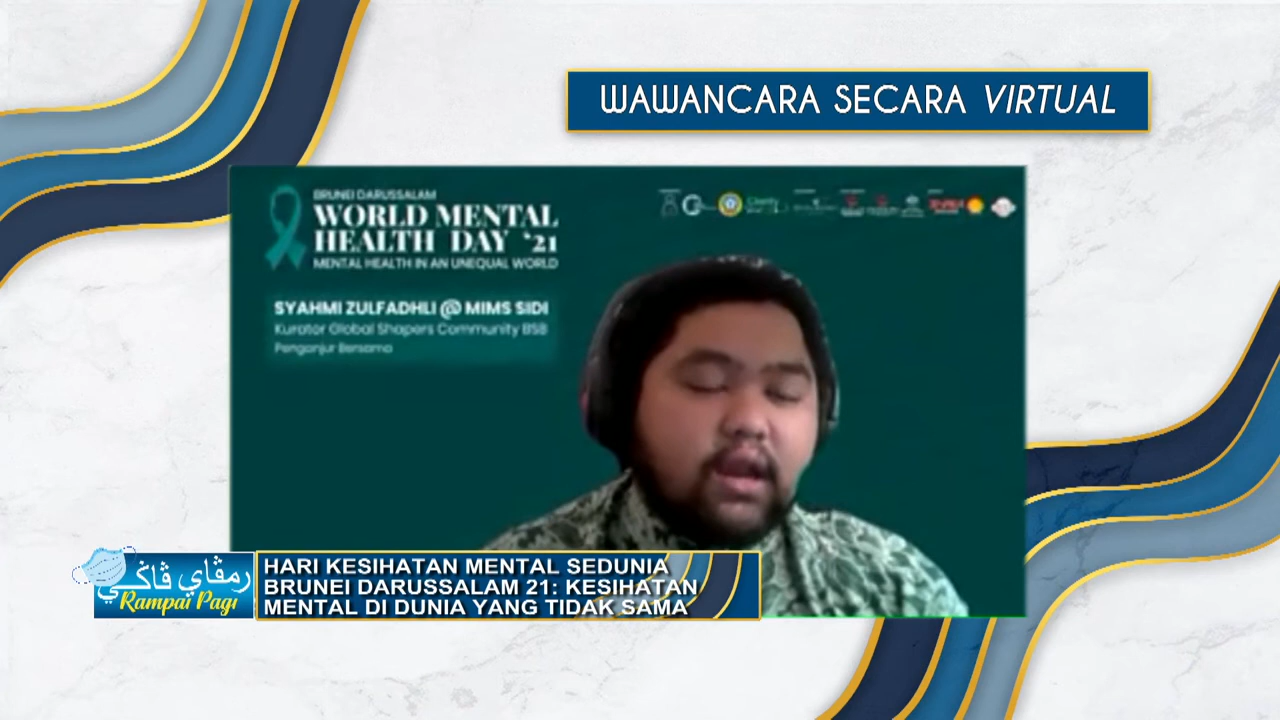 WAWANCARA SECARA VIRTUAL
BRUNEI DARUSSALAM
WORLD MENTAL
HEALTH DAY '21
MENTAL HEALTH IN AN UNEQUAL WORLD
SYAHMI ZULFADHLI @ MIMS SIDI
Kurator Global Shapers Community BSB
Penganjur Bersama
رمڤاي ڤاݢي
Rampai Pagi
HARI KESIHATAN MENTAL SEDUNIA
BRUNEI DARUSSALAM 21: KESIHATAN
MENTAL DI DUNIA YANG TIDAK SAMA